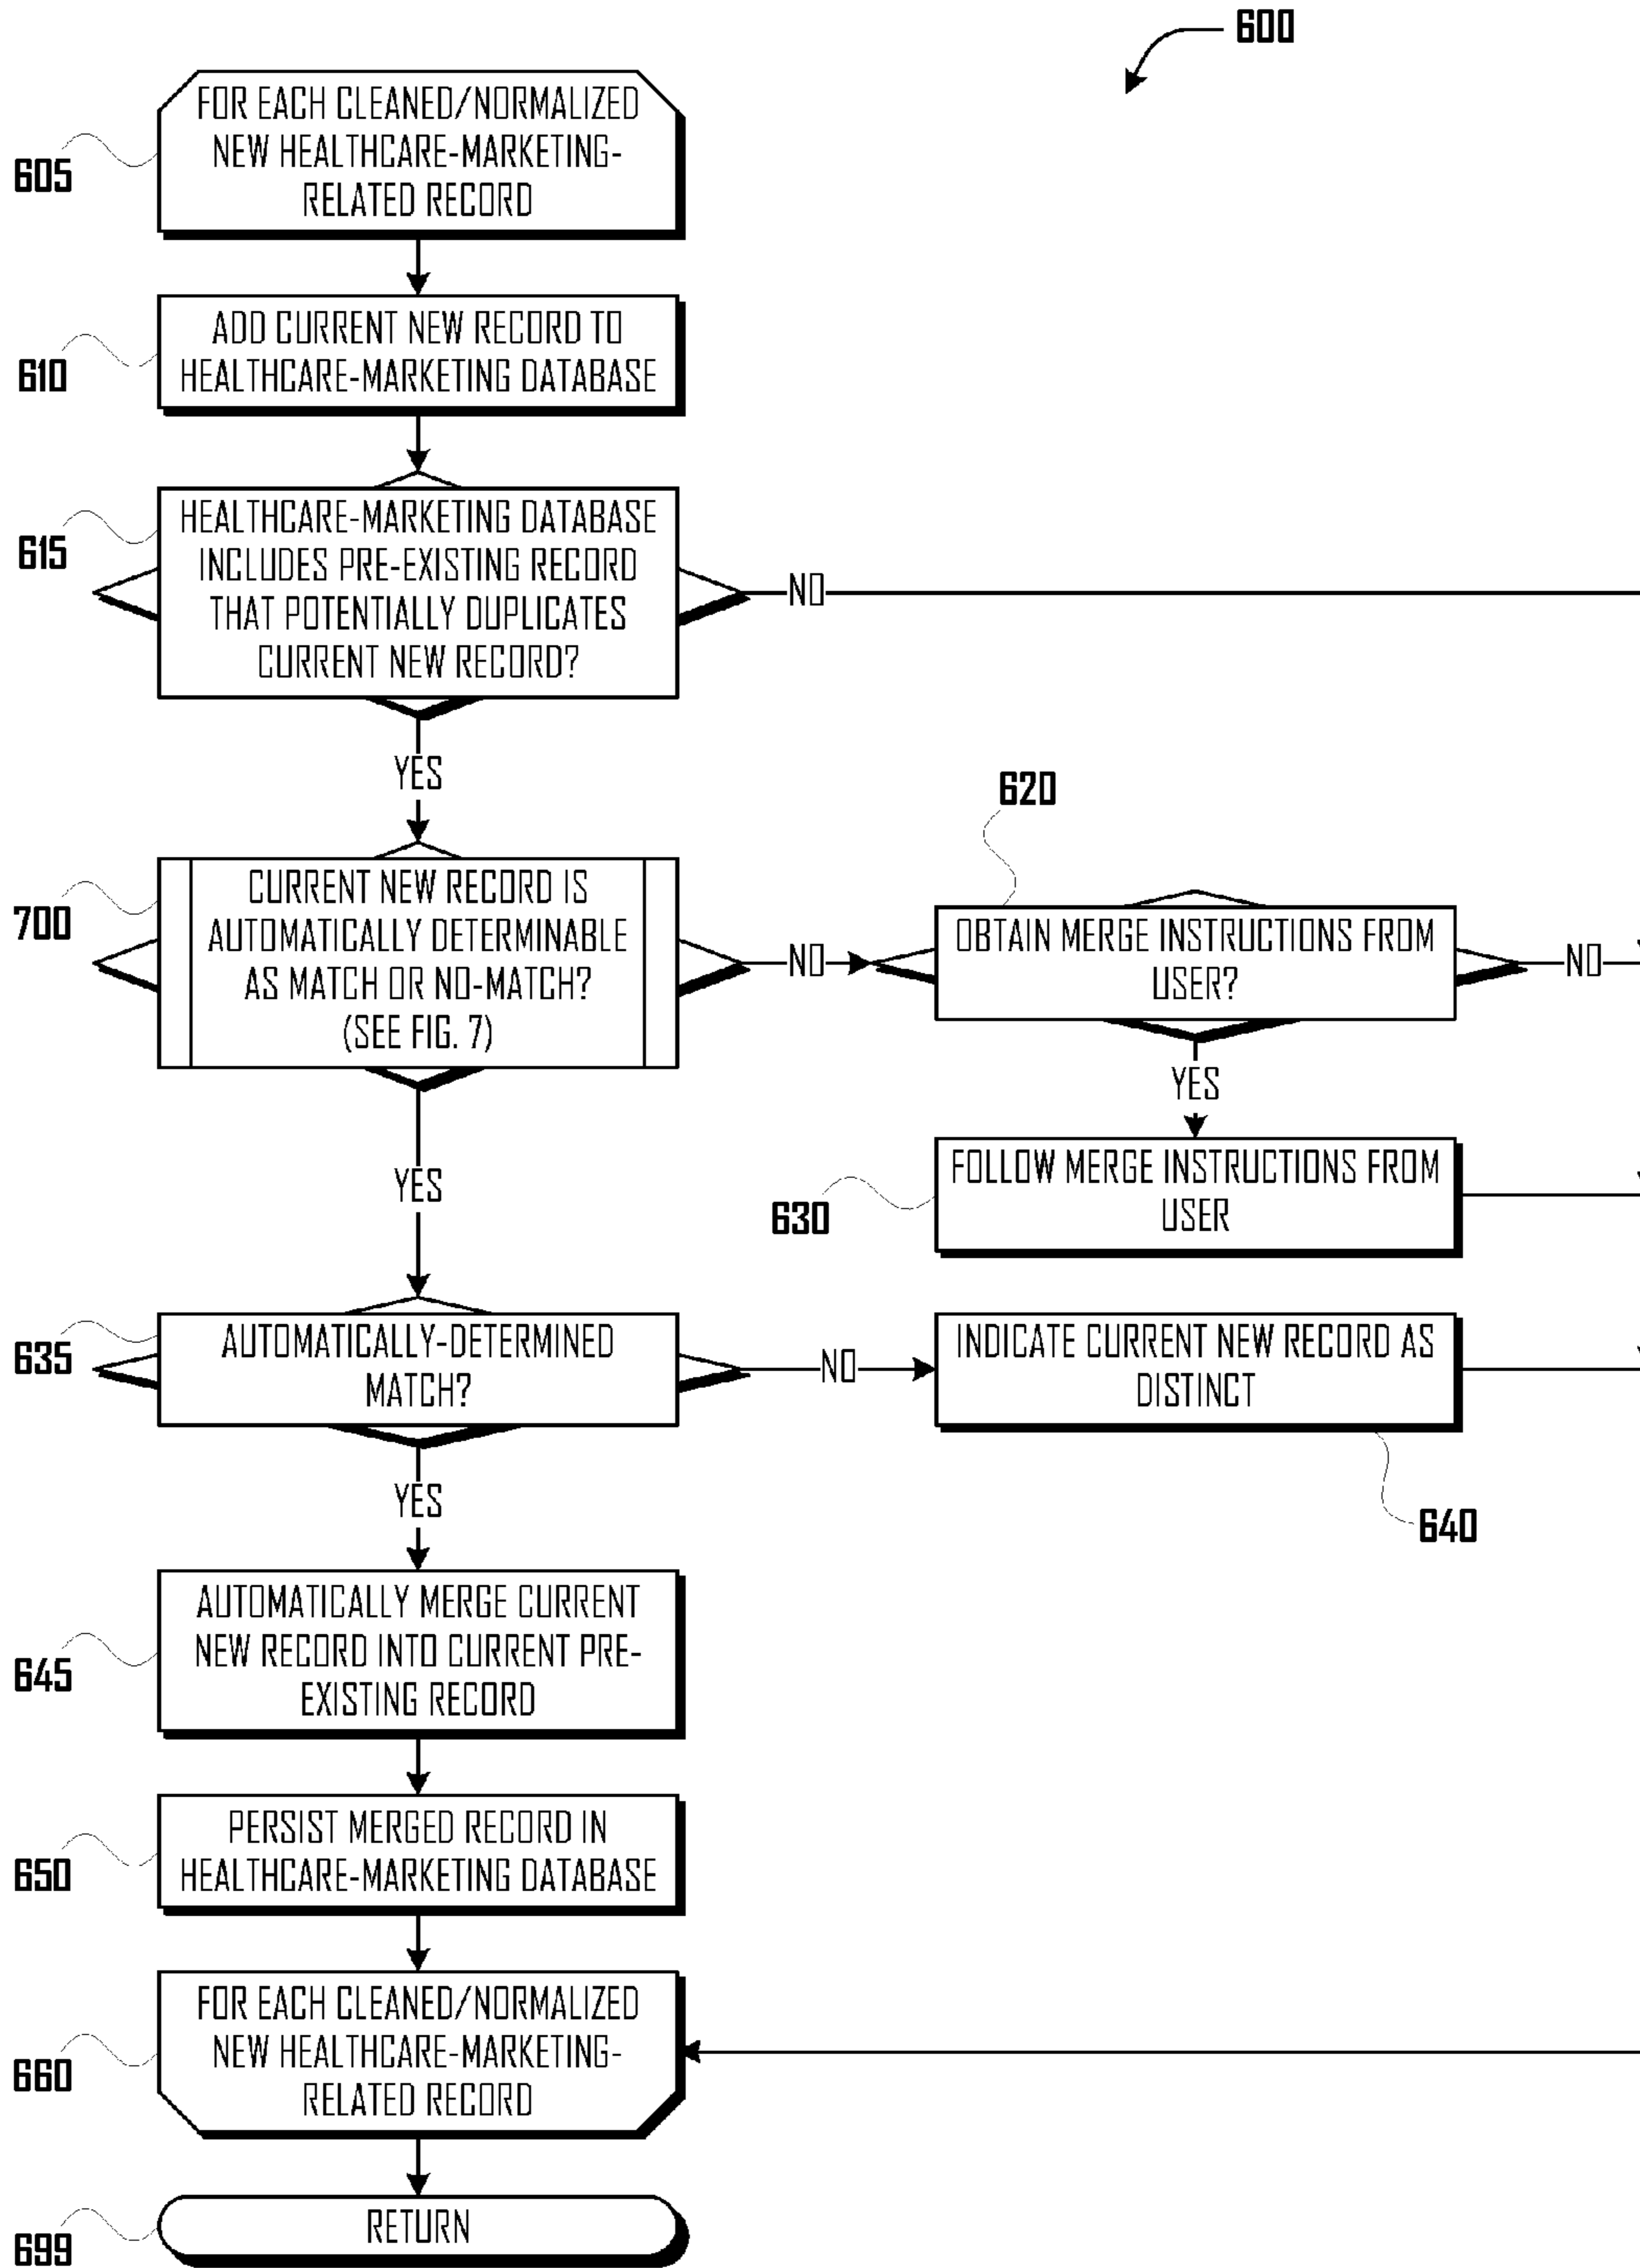 600
FOR EACH CLEANED/NORMALIZED
NEW HEALTHCARE-MARKETING-
RELATED RECORD
605
ADD CURRENT NEW RECORD TO
HEALTHCARE-MARKETING DATABASE
610
HEALTHCARE-MARKETING DATABASE
INCLUDES PRE-EXISTING RECORD
THAT POTENTIALLY DUPLICATES
CURRENT NEW RECORD?
615
NO
YES
620
CURRENT NEW RECORD IS
AUTOMATICALLY DETERMINABLE
AS MATCH OR NO-MATCH?
(SEE FIG. 7)
700
NO
OBTAIN MERGE INSTRUCTIONS FROM
USER?
NO
YES
YES
FOLLOW MERGE INSTRUCTIONS FROM
USER
630
AUTOMATICALLY-DETERMINED
MATCH?
635
NO
INDICATE CURRENT NEW RECORD AS
DISTINCT
640
YES
AUTOMATICALLY MERGE CURRENT
NEW RECORD INTO CURRENT PRE-
EXISTING RECORD
645
PERSIST MERGED RECORD IN
HEALTHCARE-MARKETING DATABASE
650
FOR EACH CLEANED/NORMALIZED
NEW HEALTHCARE-MARKETING-
RELATED RECORD
660
RETURN
699